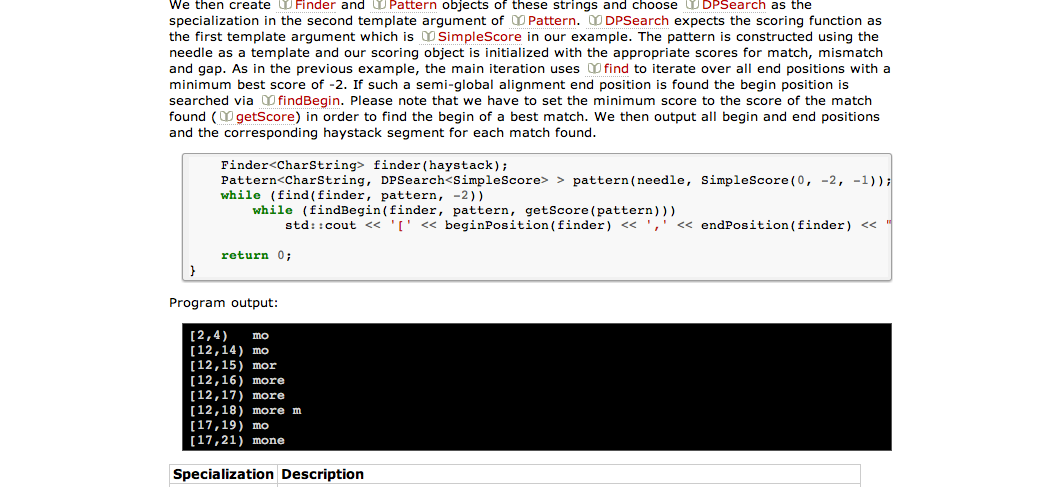 We then create Finder and Pattern objects of these strings and choose DPSearch as the
specialization in the second template argument of Pattern. DPSearch expects the scoring function as
the first template argument which is SimpleScore in our example. The pattern is constructed using the
needle as a template and our scoring object is initialized with the appropriate scores for match, mismatch
and gap. As in the previous example, the main iteration uses find to iterate over all end positions with a
minimum best score of -2. If such a semi-global alignment end position is found the begin position is
searched via findBegin. Please note that we have to set the minimum score to the score of the match
found (getScore) in order to find the begin of a best match. We then output all begin and end positions
and the corresponding haystack segment for each match found.
Finder<CharString> finder(haystack);
Pattern<CharString, DPSearch<SimpleScore> > pattern(needle, SimpleScore(0, -2, -1));
while (find(finder, pattern, -2))
while (findBegin(finder, pattern, getScore(pattern)))
std::cout << '[' << beginPosition(finder) << ',' << endPosition(finder) << "
return 0;
}
Program output:
[2,4) mo
[12,14) mo
[12,15) mor
[12,16) more
[12,17) more
[12,18) more m
[17,19) mo
[17,21) mone
Specialization Description